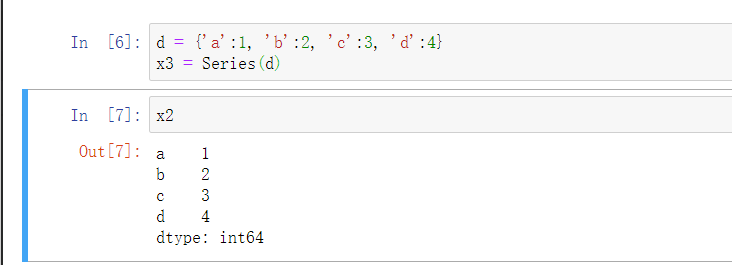 In [6]: d = {'a':1, 'b':2, 'c':3, 'd':4}
x3 = Series(d)
In [7]: x2
Out[7]: a 1
b 2
c 3
d 4
dtype: int64